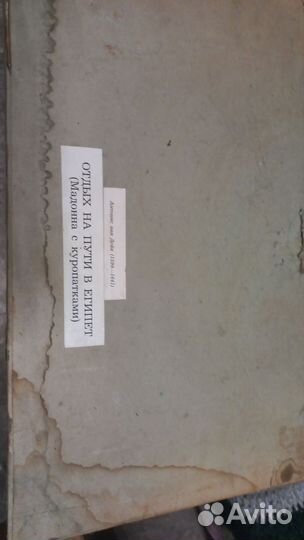 Антонис ван Дейк (1599—1641)
ОТДЫХ НА ПУТИ В ЕГИПЕТ
(Мадонна с куропатками)
Avito